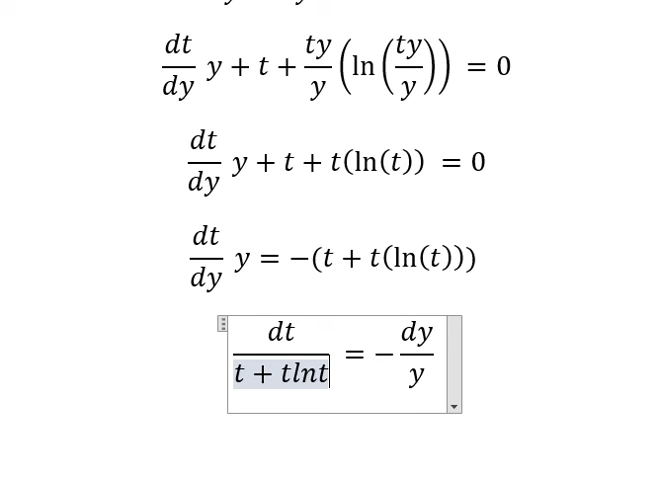 dt/dy y + t + ty/y (ln(ty/y)) = 0
dt/dy y + t + t(ln(t)) = 0
dt/dy y = −(t + t(ln(t)))
dt/(t + tlnt) = − dy/y